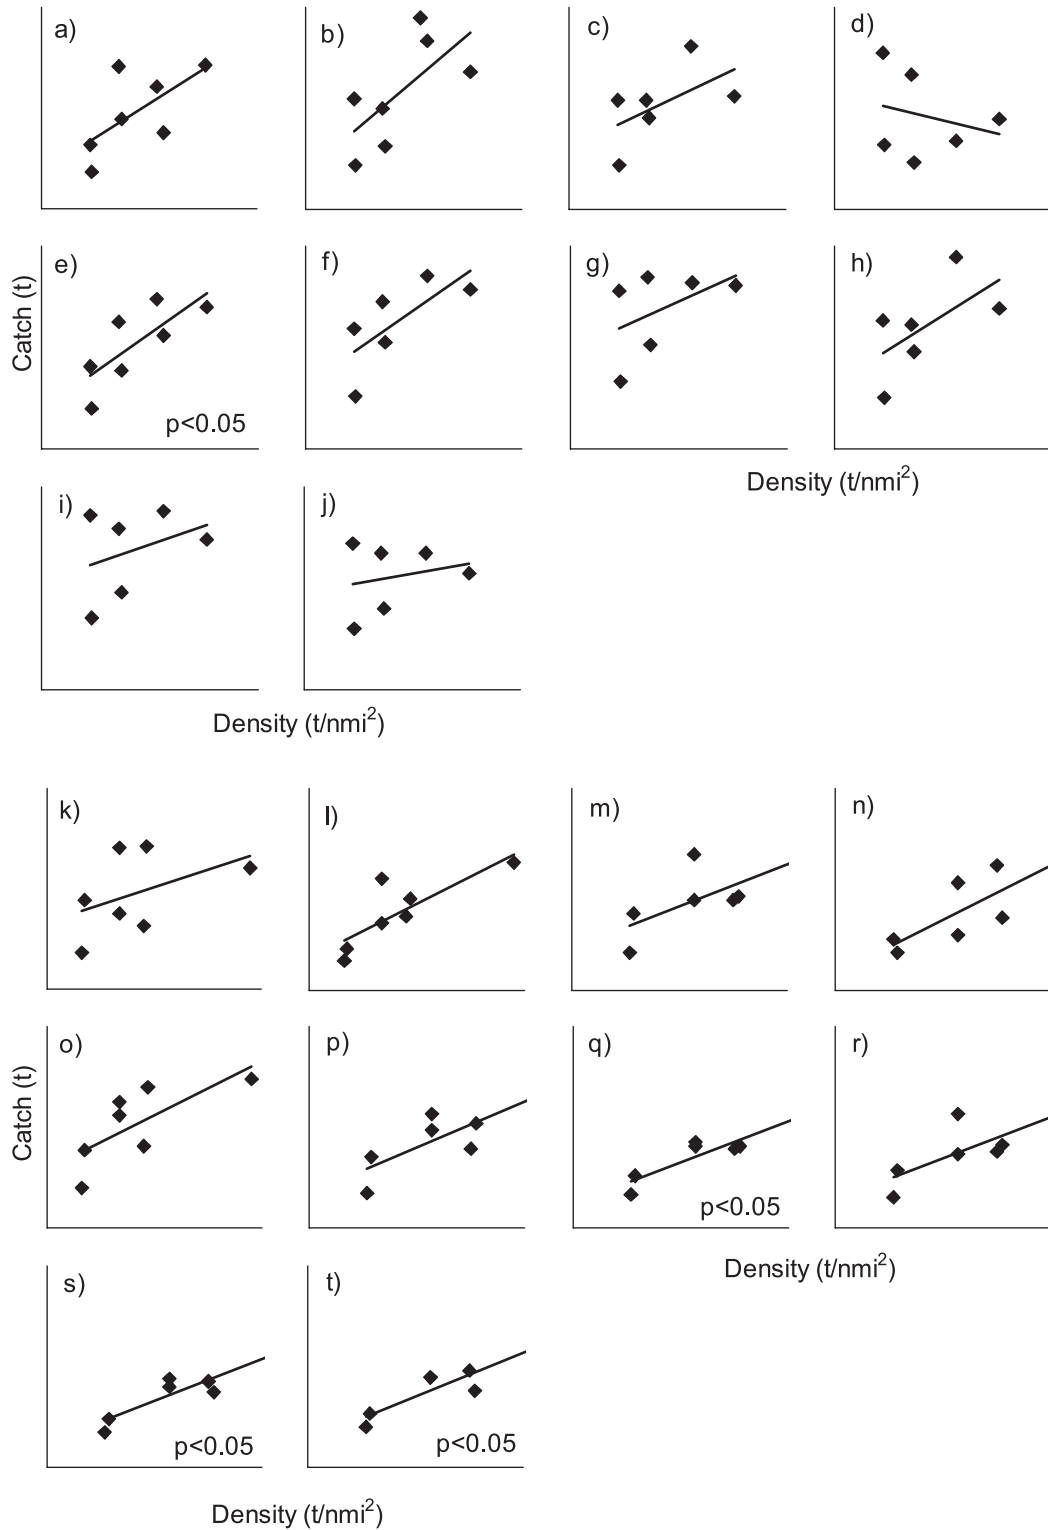 a)
b)
c)
d)
e)
f)
g)
h)
Catch (t)
p<0.05
Density (t/nmi²)
i)
j)
Density (t/nmi²)
k)
l)
m)
n)
o)
p)
q)
r)
Catch (t)
p<0.05
Density (t/nmi²)
s)
t)
p<0.05
p<0.05
Density (t/nmi²)